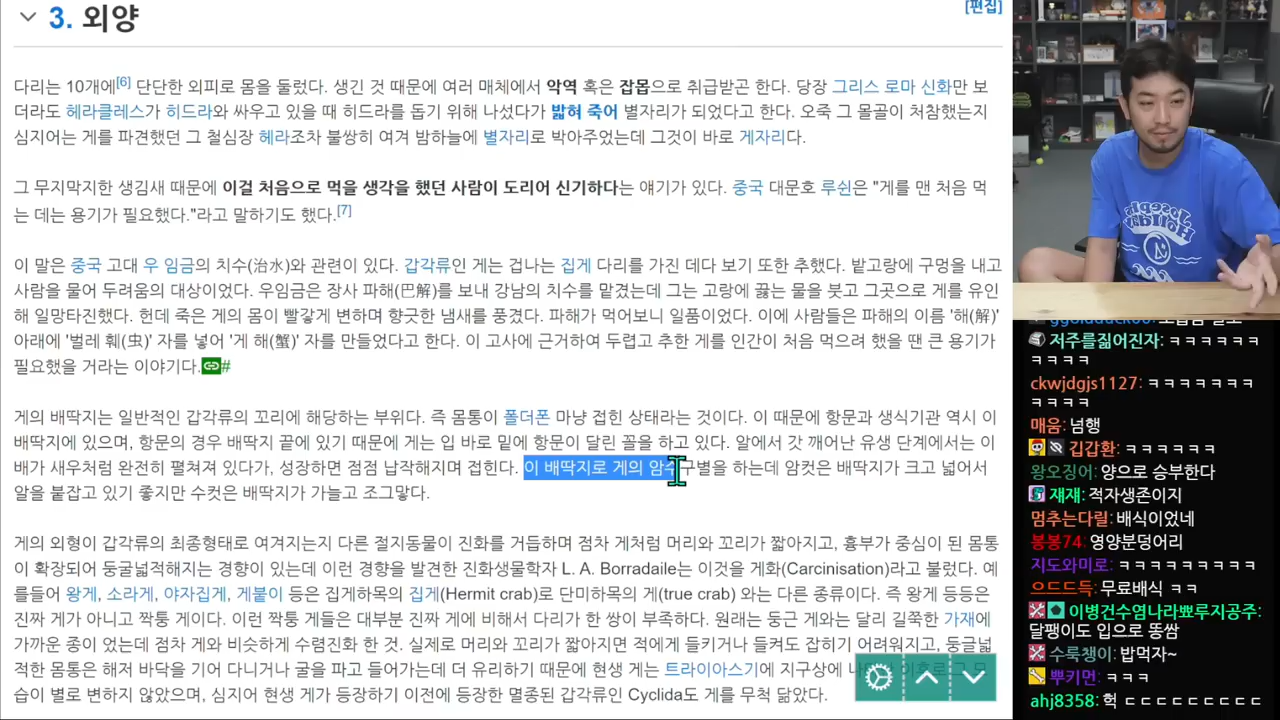 3. 외양
[편집]
다리는 10개에[6] 단단한 외피로 몸을 둘렀다. 생긴 것 때문에 여러 매체에서 악역 혹은 잡몹으로 취급받곤 한다. 당장 그리스 로마 신화만 보
더라도 헤라클레스가 히드라와 싸우고 있을 때 히드라를 돕기 위해 나섰다가 밟혀 죽어 별자리가 되었다고 한다. 오죽 그 몰골이 처참했는지
심지어는 게를 파견했던 그 철심장 헤라조차 불쌍히 여겨 밤하늘에 별자리로 박아주었는데 그것이 바로 게자리다.
그 무지막지한 생김새 때문에 이걸 처음으로 먹을 생각을 했던 사람이 도리어 신기하다는 얘기가 있다. 중국 대문호 루쉰은 "게를 맨 처음 먹
는 데는 용기가 필요했다."라고 말하기도 했다.[7]
이 말은 중국 고대 우 임금의 치수(治水)와 관련이 있다. 갑각류인 게는 겁나는 집게 다리를 가진 데다 보기 또한 추했다. 밭고랑에 구멍을 내고
사람을 물어 두려움의 대상이었다. 우임금은 장사 파해(巴解)를 보내 강남의 치수를 맡겼는데 그는 고랑에 끓는 물을 붓고 그곳으로 게를 유인
해 일망타진했다. 헌데 죽은 게의 몸이 빨갛게 변하며 향긋한 냄새를 풍겼다. 파해가 먹어보니 일품이었다. 이에 사람들은 파해의 이름 '해(解)'
아래에 '벌레 훼(虫)' 자를 넣어 '게 해(蟹)' 자를 만들었다고 한다. 이 고사에 근거하여 두렵고 추한 게를 인간이 처음 먹으려 했을 땐 큰 용기가
필요했을 거라는 이야기다.#
게의 배딱지는 일반적인 갑각류의 꼬리에 해당하는 부위다. 즉 몸통이 폴더폰 마냥 접힌 상태라는 것이다. 이 때문에 항문과 생식기관 역시 이
배딱지에 있으며, 항문의 경우 배딱지 끝에 있기 때문에 게는 입 바로 밑에 항문이 달린 꼴을 하고 있다. 알에서 갓 깨어난 유생 단계에서는 이
배가 새우처럼 완전히 펼쳐져 있다가, 성장하면 점점 납작해지며 접힌다. 이 배딱지로 게의 암수 구별을 하는데 암컷은 배딱지가 크고 넓어서
알을 붙잡고 있기 좋지만 수컷은 배딱지가 가늘고 조그맣다.
게의 외형이 갑각류의 최종형태로 여겨지는지 다른 절지동물이 진화를 거듭하며 점차 게처럼 머리와 꼬리가 짧아지고, 흉부가 중심이 된 몸통
이 확장되어 둥굴넓적해지는 경향이 있는데 이런 경향을 발견한 진화생물학자 L. A. Borradaile는 이것을 게화(Carcinisation)라고 불렀다. 예
를들어 왕게, 소라게, 야자집게, 게붙이 등은 집게하목의 집게(Hermit crab)로 단미하목의 게(true crab) 와는 다른 종류이다. 즉 왕게 등등은
진짜 게가 아니고 짝퉁 게이다. 이런 짝퉁 게들는 대부분 진짜 게에 비해서 다리가 한 쌍이 부족하다. 원래는 둥근 게와는 달리 길쭉한 가재에
가까운 종이 었는데 점차 게와 비슷하게 수렴진화 한 것. 실제로 머리와 꼬리가 짧아지면 적에게 들키거나 들켜도 잡히기 어려워지고, 둥글넓
적한 몸통은 해저 바닥을 기어 다니거나 굴을 파고 들어가는데 더 유리하기 때문에 현생 게는 트라이아스기에 지구상에
습이 별로 변하지 않았으며, 심지어 현생 게가 등장하기 이전에 등장한 멸종된 갑각류인 Cyclida도 게를 무척 닮았다.
저주를짊어진자: ㅋㅋㅋㅋㅋㅋ
ㅋㅋㅋㅋ
ckwjdgjs1127: ㅋㅋㅋㅋㅋㅋㅋ
ㅋㅋㅋㅋ
매음: 넘행
김갑환: ㅋㅋㅋㅋㅋㅋ
왕오징어: 양으로 승부한다
재재: 적자생존이지
멈추는다릴: 배식이었네
봉봉74: 영양분덩어리
지도와미로: ㅋㅋㅋㅋㅋㅋㅋㅋㅋ
으드드득: 무료배식 ㅋㅋ
이병건수염나라뽀루지공주:
달팽이도 입으로 똥쌈
수룩챙이: 밥먹자~
뿌키먼: ㅋㅋㅋ
ahj8358: 헉 ㄷㄷㄷㄷㄷㄷㄷㄷㄷ